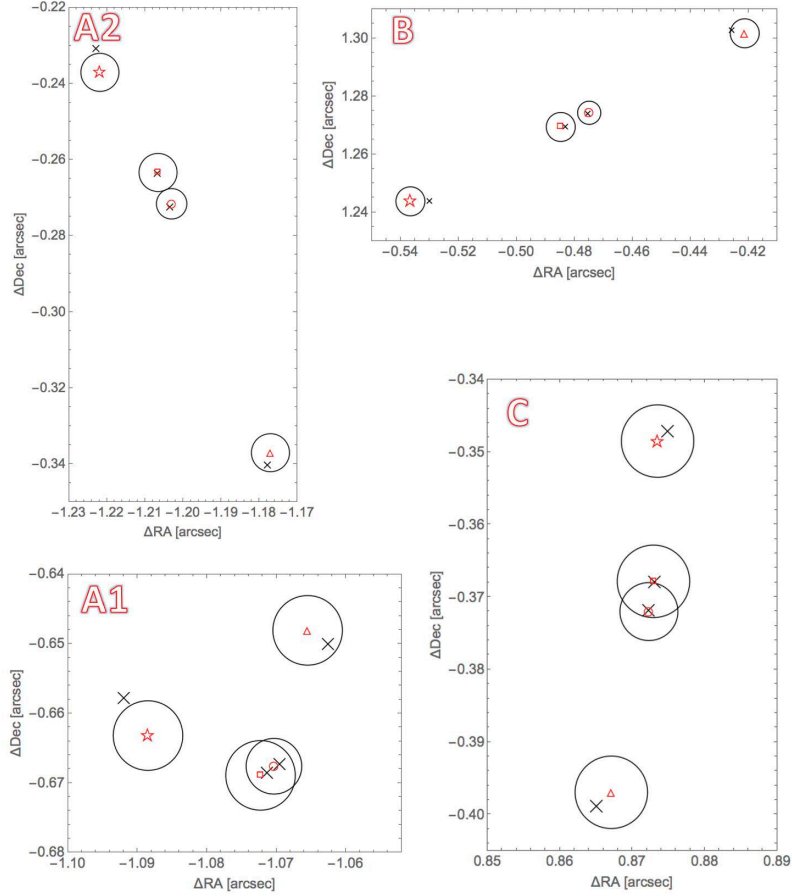 A2
−0.22
−0.24
−0.26
−0.28
−0.30
−0.32
−0.34
ΔDec [arcsec]
−1.23 −1.22 −1.21 −1.20 −1.19 −1.18 −1.17
ΔRA [arcsec]
B
1.30
1.28
1.26
1.24
ΔDec [arcsec]
−0.54 −0.52 −0.50 −0.48 −0.46 −0.44 −0.42
ΔRA [arcsec]
A1
−0.64
−0.65
−0.66
−0.67
−0.68
ΔDec [arcsec]
−1.10 −1.09 −1.08 −1.07 −1.06
ΔRA [arcsec]
C
−0.34
−0.35
−0.36
−0.37
−0.38
−0.39
−0.40
ΔDec [arcsec]
0.85 0.86 0.87 0.88 0.89
ΔRA [arcsec]